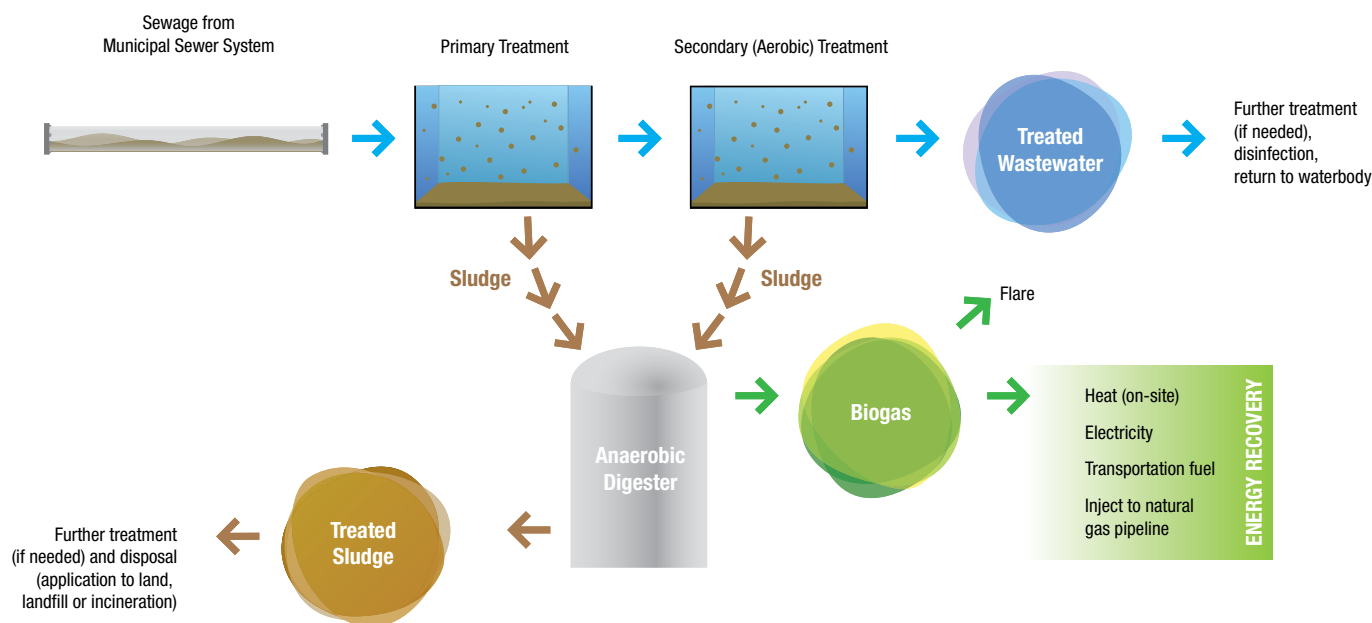 Sewage from
Municipal Sewer System
Primary Treatment
Secondary (Aerobic) Treatment
Treated
Wastewater
Further treatment
(if needed),
disinfection,
return to waterbody
Sludge
Sludge
Flare
Biogas
Heat (on-site)
Electricity
Transportation fuel
Inject to natural
gas pipeline
ENERGY RECOVERY
Anaerobic
Digester
Treated
Sludge
Further treatment
(if needed) and disposal
(application to land,
landfill or incineration)